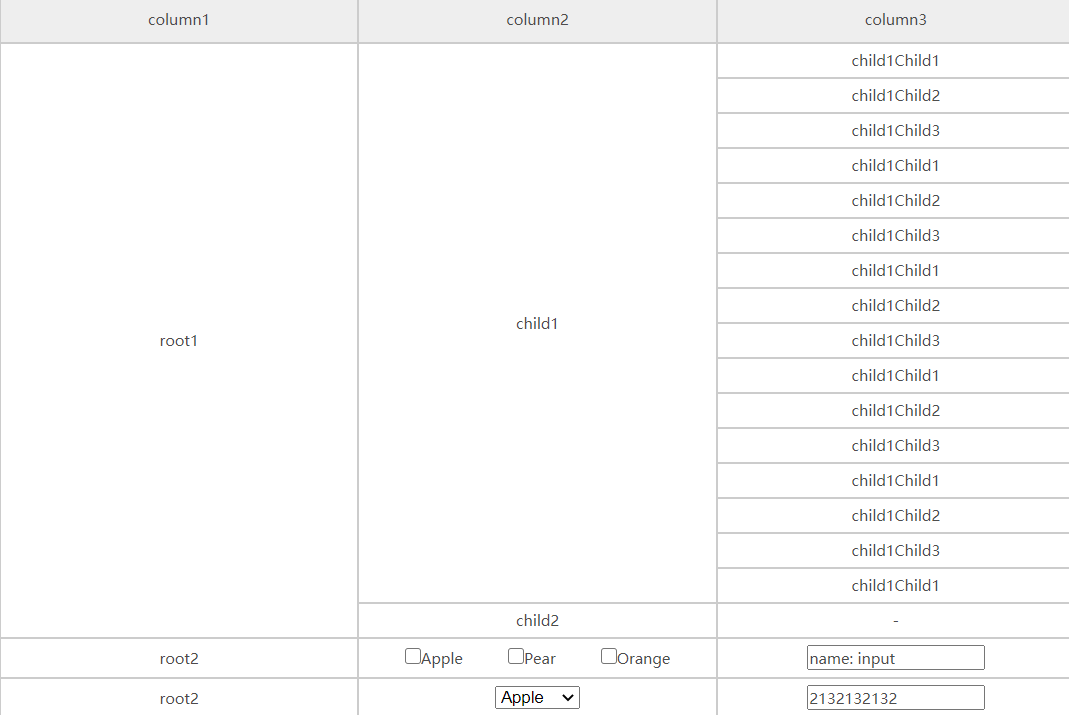 column1 column2 column3
child1Child1
child1Child2
child1Child3
child1Child1
child1Child2
child1Child3
child1Child1
child1Child2
root1 child1 child1Child3
child1Child1
child1Child2
child1Child3
child1Child1
child1Child2
child1Child3
child1Child1
child2 -
root2 Apple Pear Orange name: input
root2 Apple 2132132132